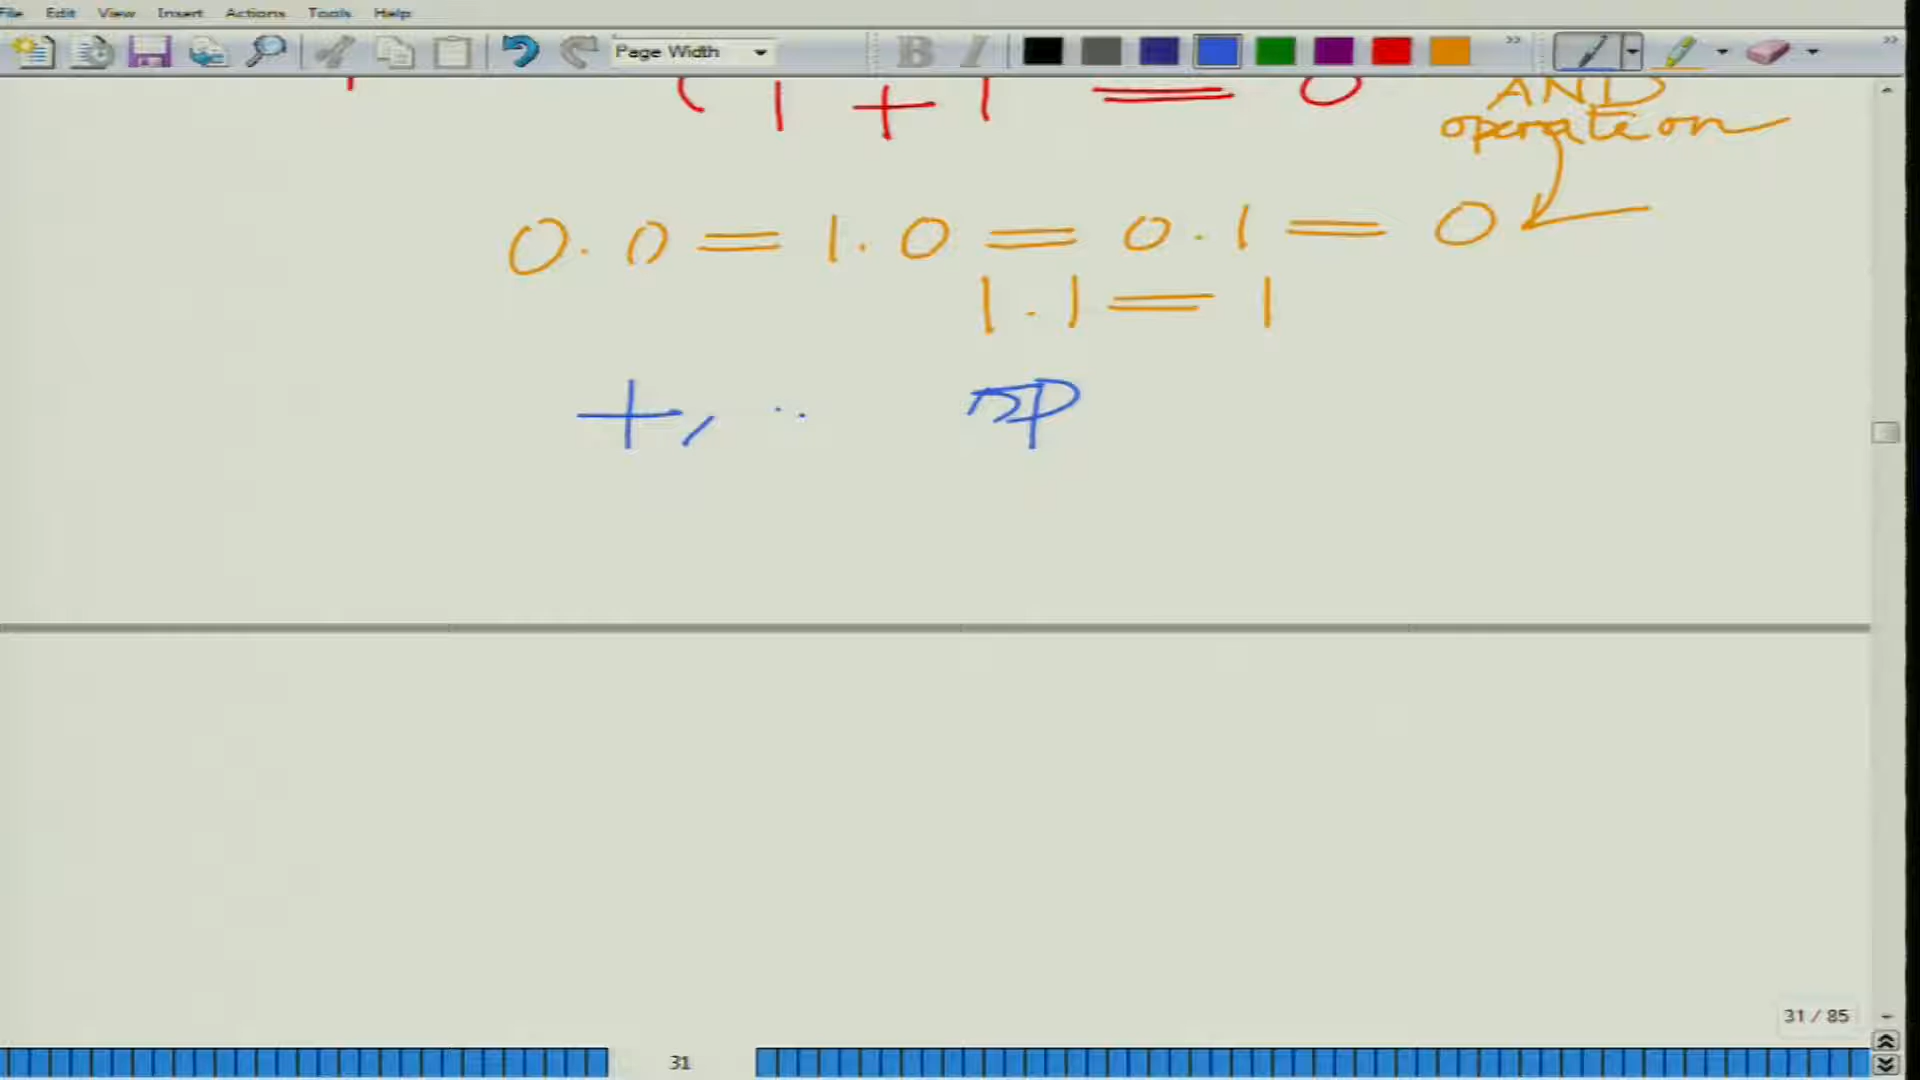 File Edit View Insert Actions Tools Help
Page Width
1 + 1 = 0
AND
operation
0.0 = 1.0 = 0.1 = 0
1.1 = 1
+, ..
31 / 85
31